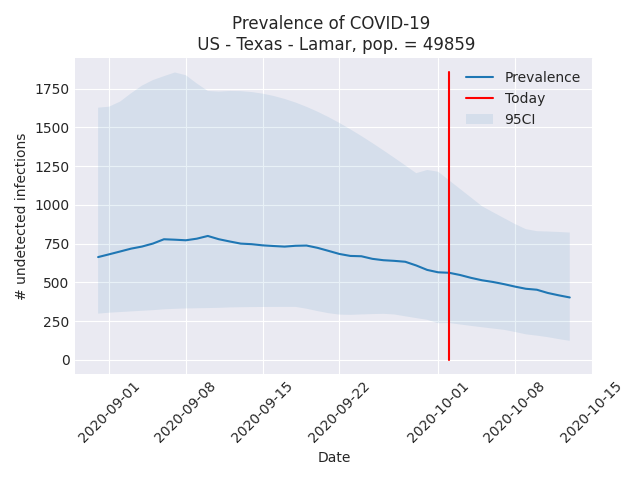 Prevalence of COVID-19
US - Texas - Lamar, pop. = 49859
Prevalence
Today
95CI
# undetected infections
1750
1500
1250
1000
750
500
250
0
2020-09-01
2020-09-08
2020-09-15
2020-09-22
2020-10-01
2020-10-08
2020-10-15
Date